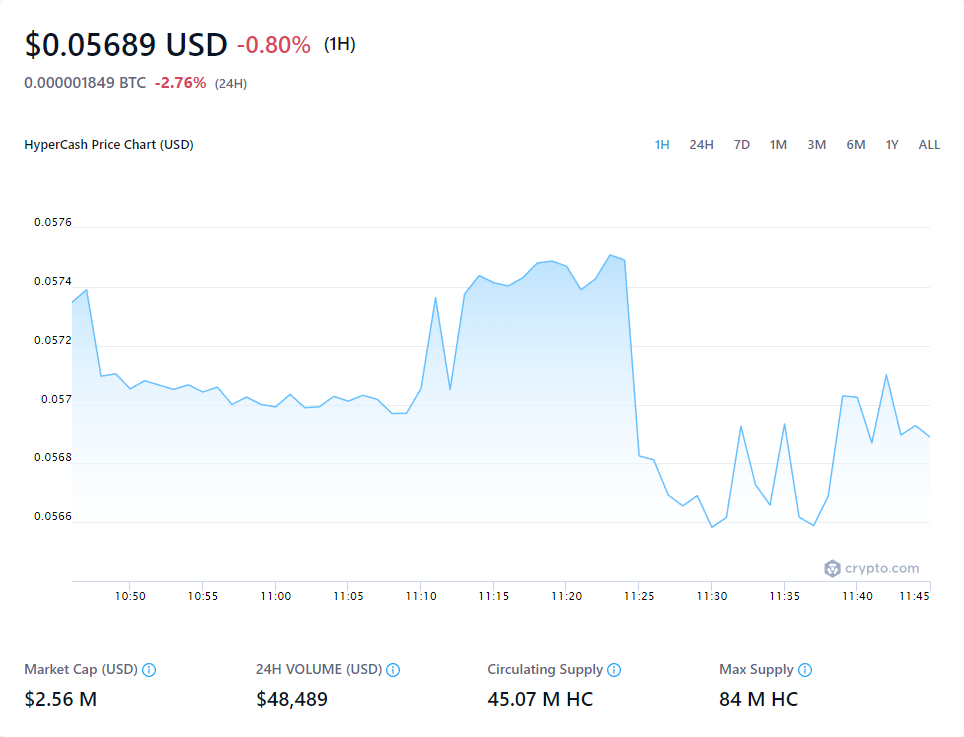 $0.05689 USD -0.80% (1H)
0.000001849 BTC -2.76% (24H)
HyperCash Price Chart (USD) 1H 24H 7D 1M 3M 6M 1Y ALL
0.0576
0.0574
0.0572
0.057
0.0568
0.0566
crypto.com
10:50 10:55 11:00 11:05 11:10 11:15 11:20 11:25 11:30 11:35 11:40 11:45
Market Cap (USD) 24H VOLUME (USD) Circulating Supply Max Supply
$2.56 M $48,489 45.07 M HC 84 M HC